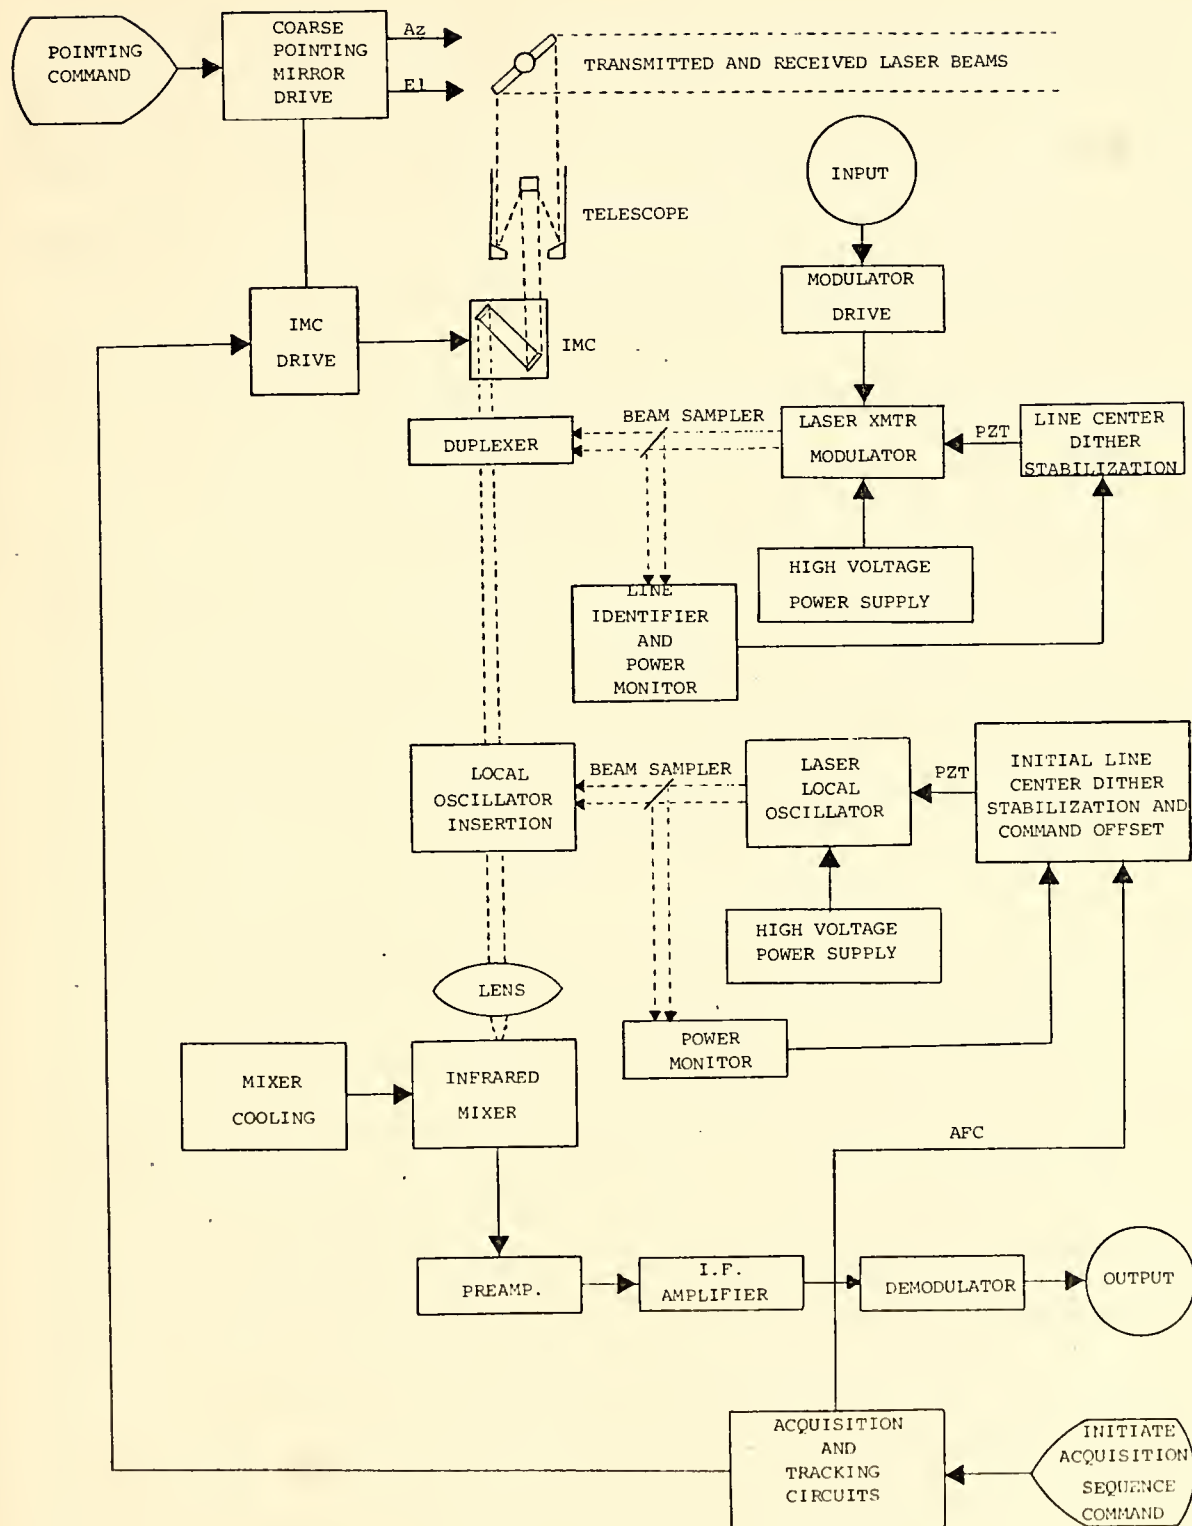 POINTING
COMMAND
COARSE
POINTING
MIRROR
DRIVE
Az
El
TRANSMITTED AND RECEIVED LASER BEAMS
TELESCOPE
INPUT
MODULATOR
DRIVE
IMC
DRIVE
IMC
DUPLEXER
BEAM SAMPLER
LASER XMTR
MODULATOR
PZT
LINE CENTER
DITHER
STABILIZATION
HIGH VOLTAGE
POWER SUPPLY
LINE
IDENTIFIER
AND
POWER
MONITOR
LOCAL
OSCILLATOR
INSERTION
BEAM SAMPLER
LASER
LOCAL
OSCILLATOR
PZT
INITIAL LINE
CENTER DITHER
STABILIZATION AND
COMMAND OFFSET
HIGH VOLTAGE
POWER SUPPLY
LENS
POWER
MONITOR
MIXER
COOLING
INFRARED
MIXER
AFC
PREAMP.
I.F.
AMPLIFIER
DEMODULATOR
OUTPUT
ACQUISITION
AND
TRACKING
CIRCUITS
INITIATE
ACQUISITION
SEQUENCE
COMMAND